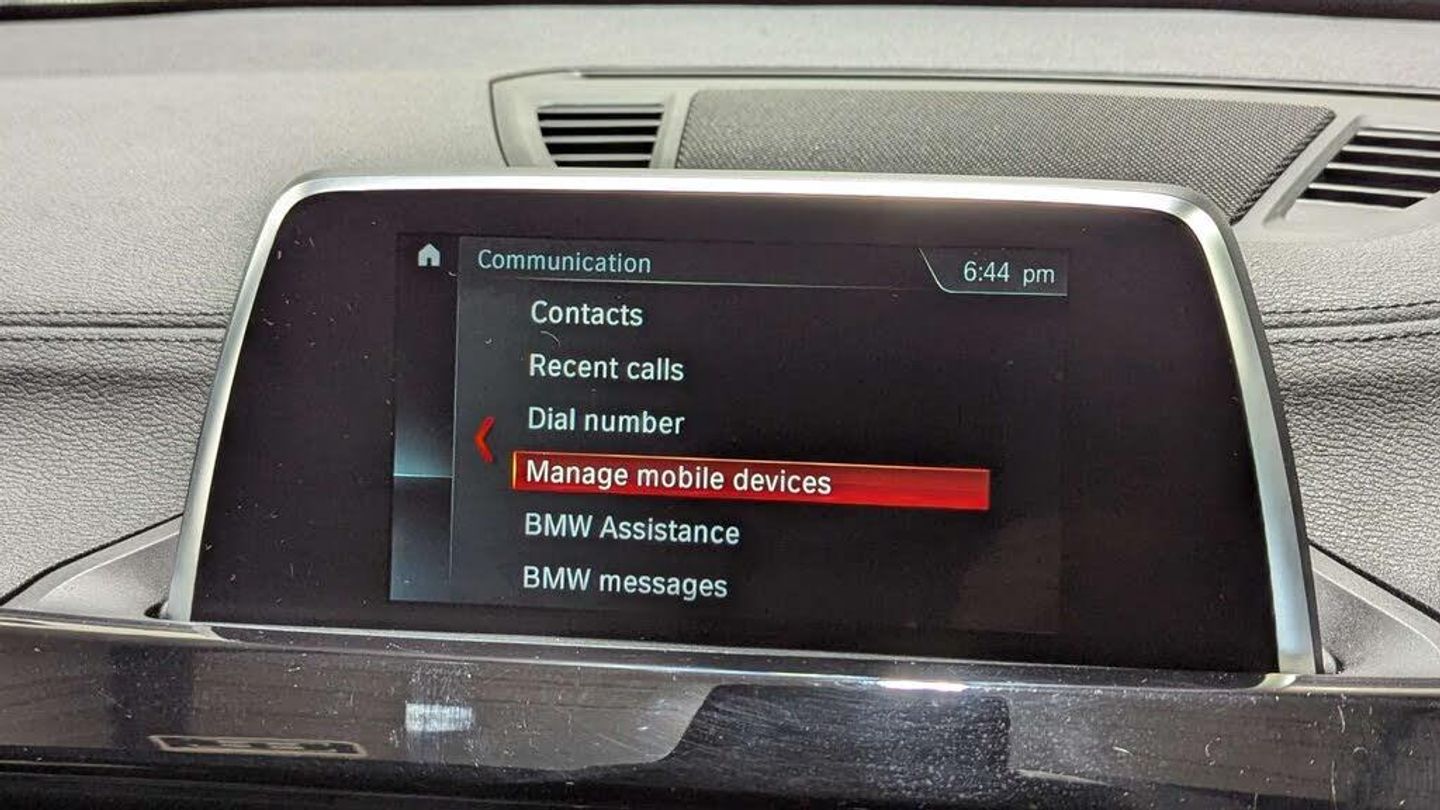 Communication
6:44 pm
Contacts
Recent calls
Dial number
Manage mobile devices
BMW Assistance
BMW messages